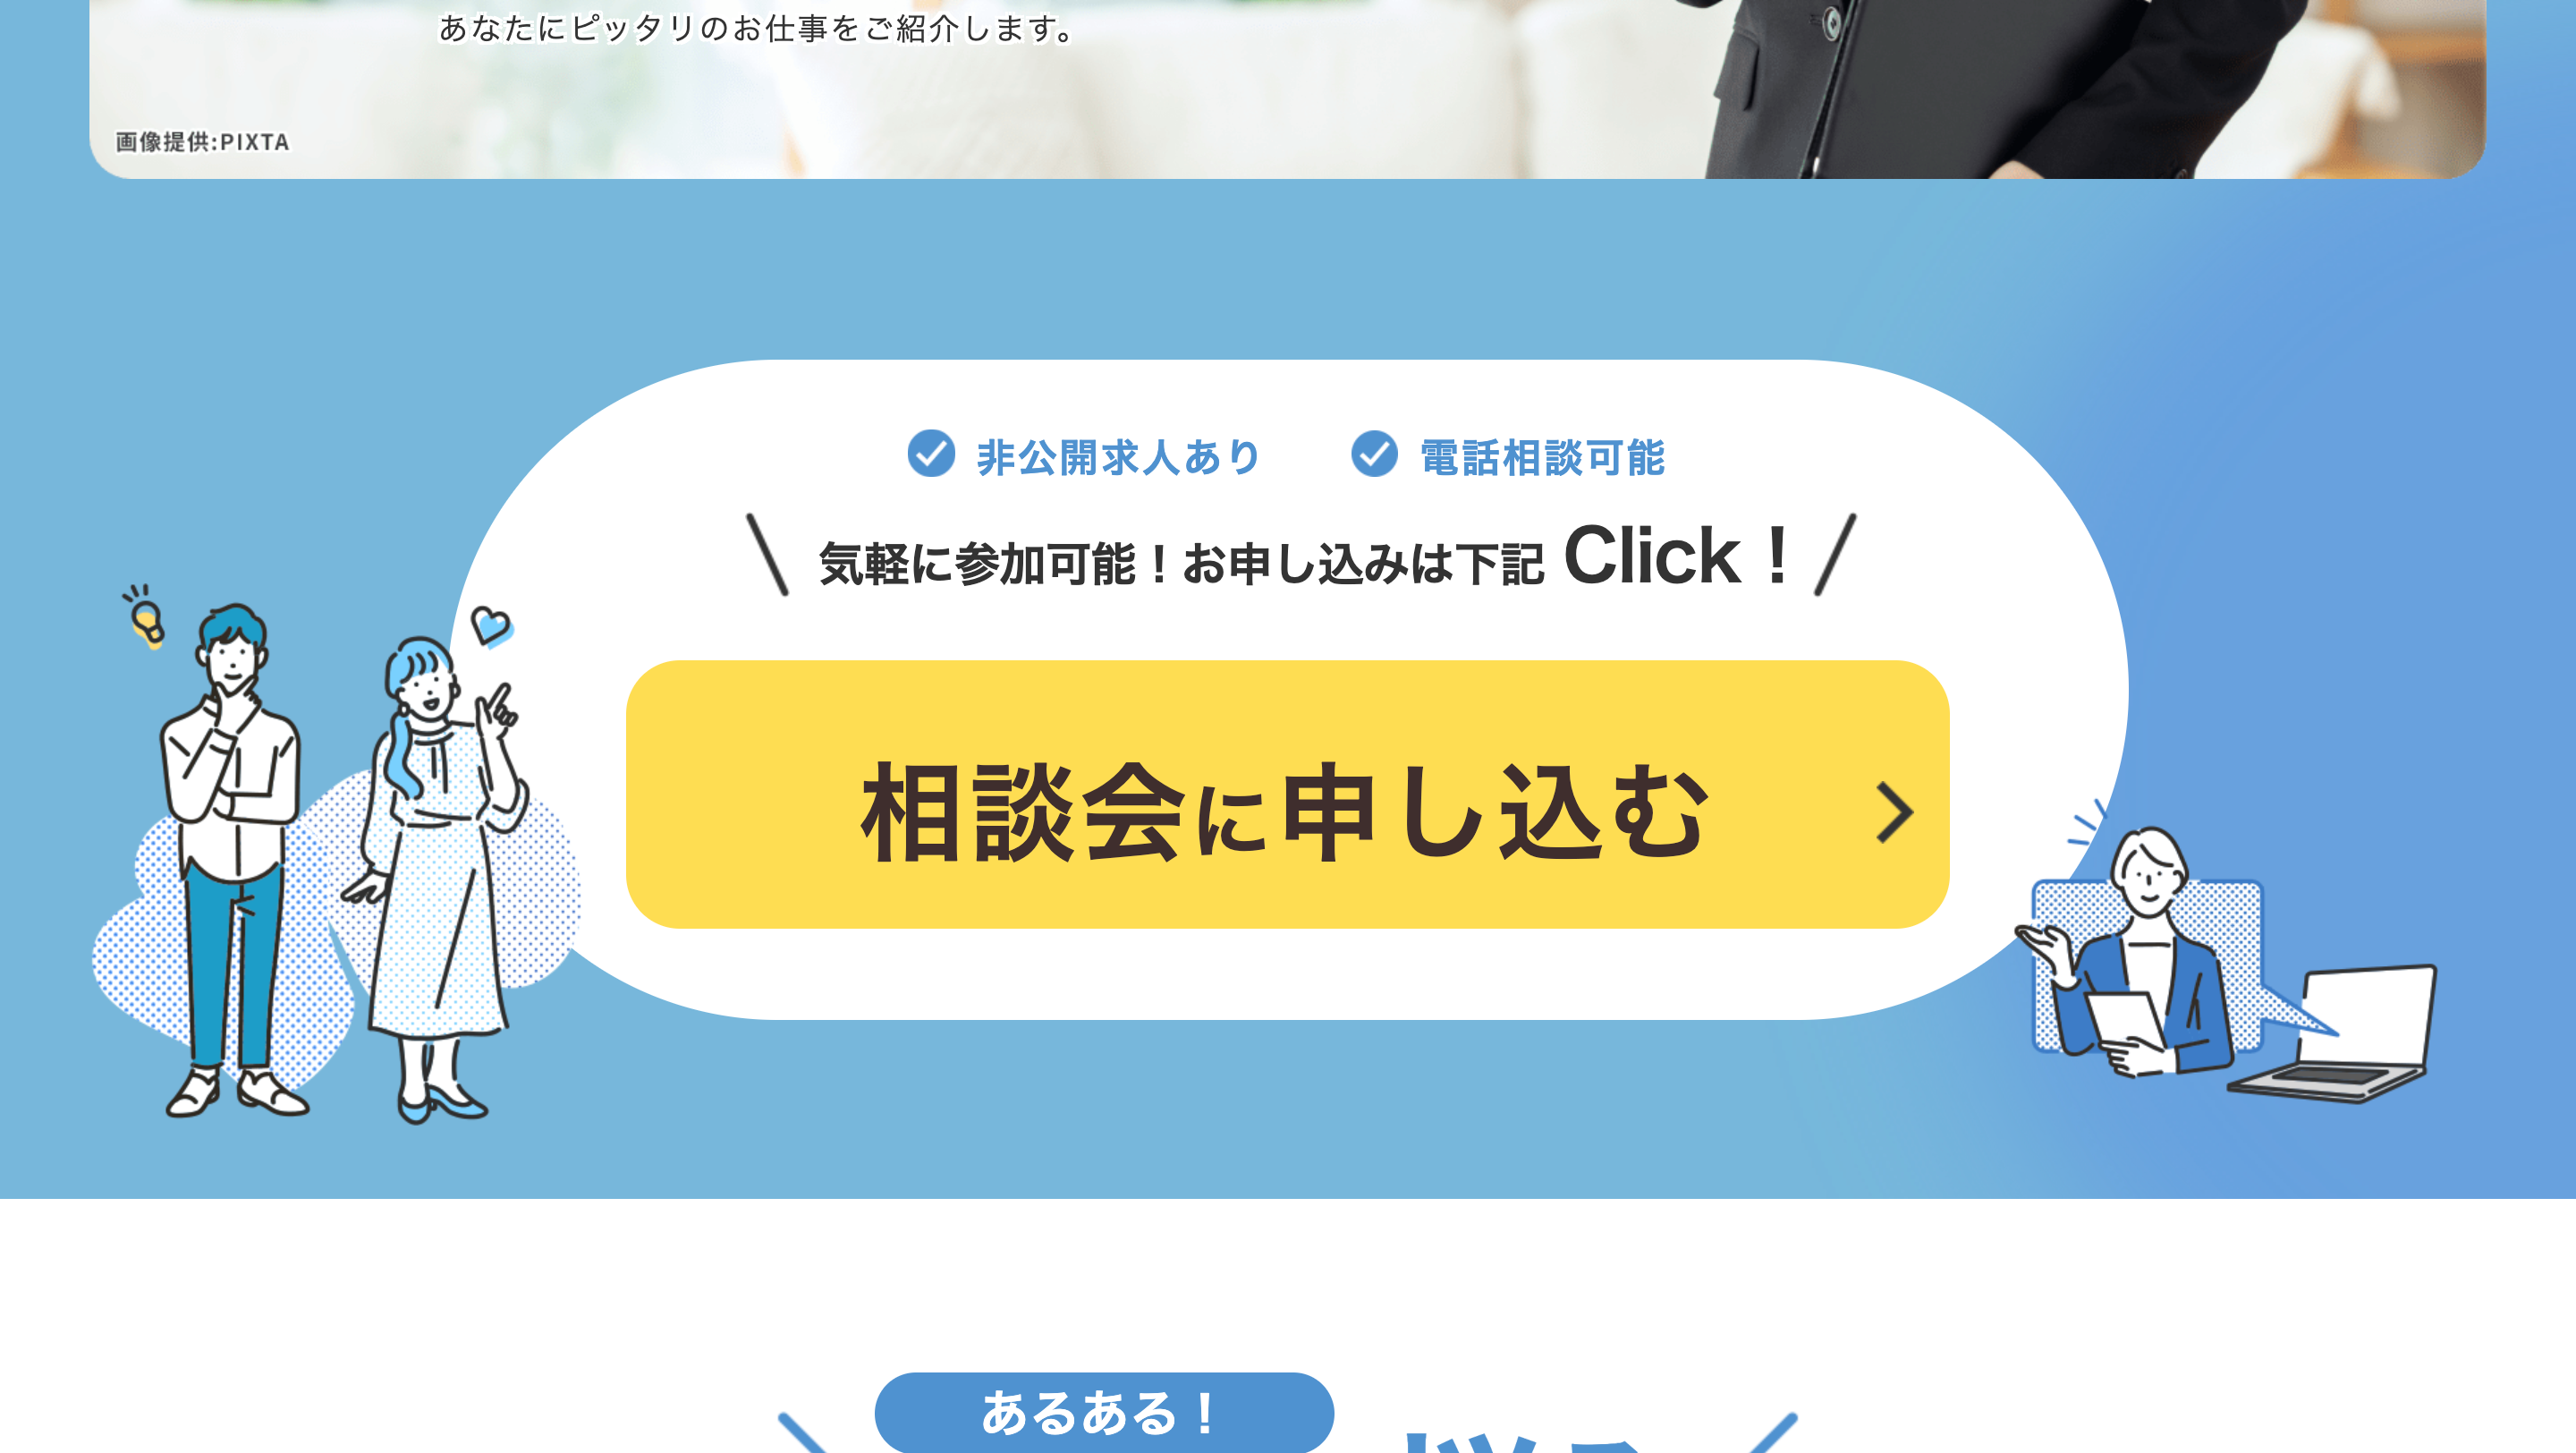 あなたにピッタリのお仕事をご紹介します。
画像提供:PIXTA
非公開求人あり
電話相談可能
気軽に参加可能！お申し込みは下記 Click！
相談会に申し込む
あるある！